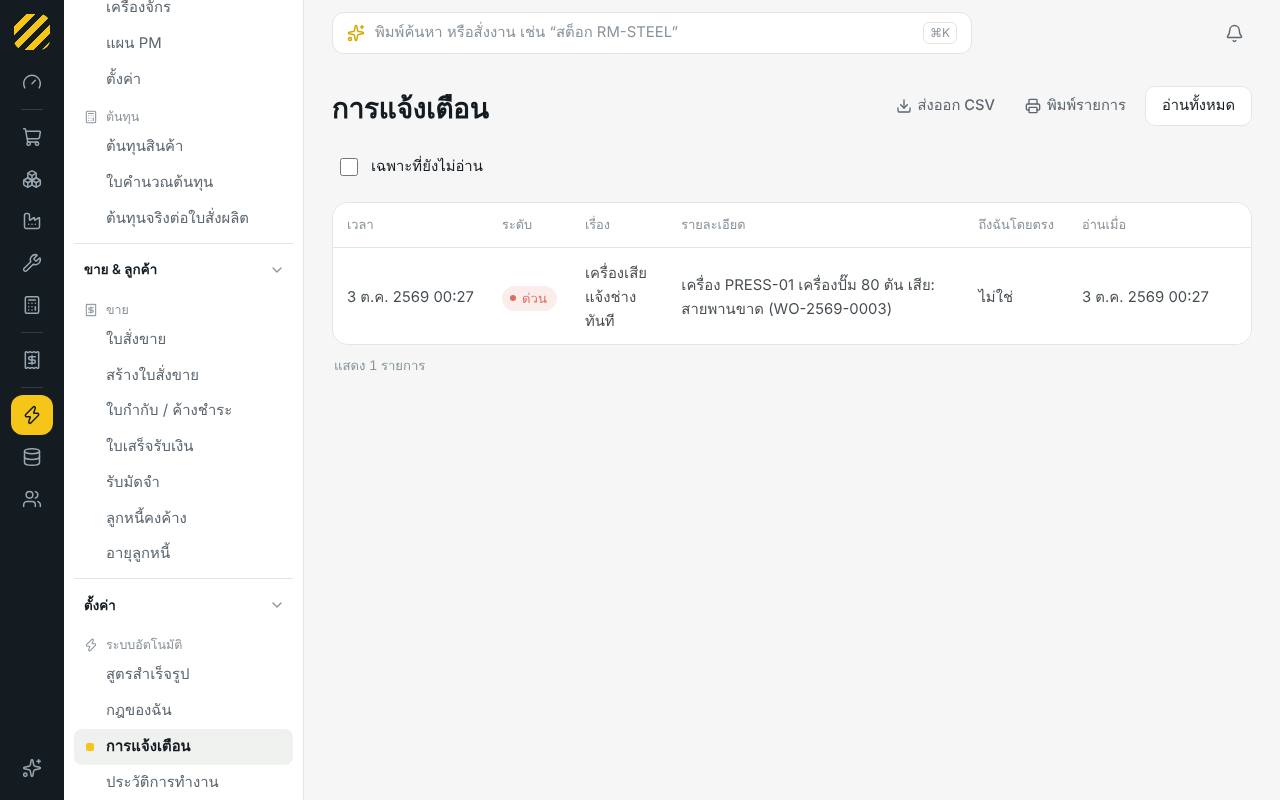 เครื่องจักร
แผน PM
ตั้งค่า
ต้นทุน
ต้นทุนสินค้า
ใบคำนวณต้นทุน
ต้นทุนจริงต่อใบสั่งผลิต
ขาย & ลูกค้า
ขาย
ใบสั่งขาย
สร้างใบสั่งขาย
ใบกำกับ / ค้างชำระ
ใบเสร็จรับเงิน
รับมัดจำ
ลูกหนี้คงค้าง
อายุลูกหนี้
ตั้งค่า
ระบบอัตโนมัติ
สูตรสำเร็จรูป
กฎของฉัน
การแจ้งเตือน
ประวัติการทำงาน
พิมพ์ค้นหา หรือสั่งงาน เช่น “สต็อก RM-STEEL”
⌘K
การแจ้งเตือน
ส่งออก CSV
พิมพ์รายการ
อ่านทั้งหมด
เฉพาะที่ยังไม่อ่าน
เวลา ระดับ เรื่อง รายละเอียด ถึงฉันโดยตรง อ่านเมื่อ
3 ต.ค. 2569 00:27
ด่วน
เครื่องเสีย
แจ้งช่าง
ทันที
เครื่อง PRESS-01 เครื่องปั๊ม 80 ตัน เสีย:
สายพานขาด (WO-2569-0003)
ไม่ใช่
3 ต.ค. 2569 00:27
แสดง 1 รายการ